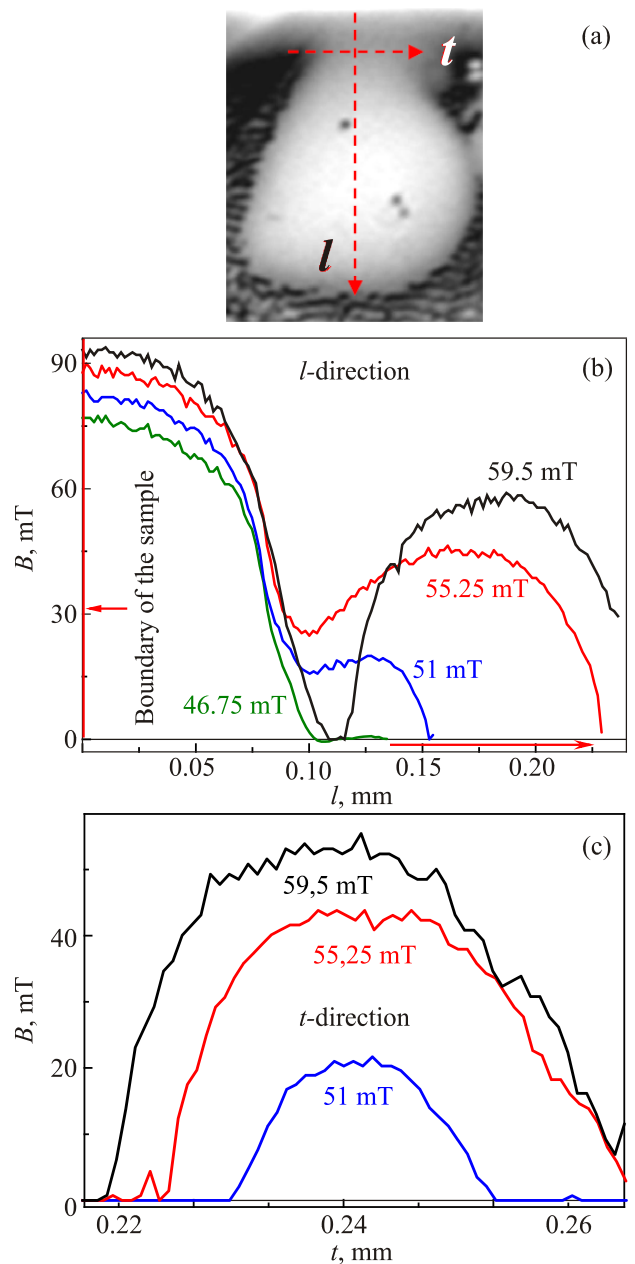 (a)
t
l
(b)
l-direction
90
60
30
0
B, mT
Boundary of the sample
59.5 mT
55.25 mT
51 mT
46.75 mT
0.05
0.10
0.15
0.20
l, mm
(c)
59,5 mT
55,25 mT
t-direction
51 mT
40
20
0
B, mT
0.22
0.24
0.26
t, mm